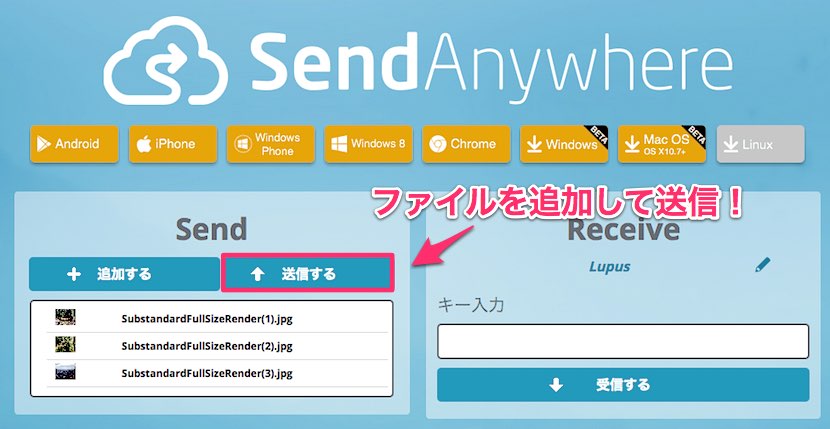 SendAnywhere
Android
iPhone
Windows
Phone
Windows 8
Chrome
Windows
BETA
Mac OS
OS X10.7+
BETA
Linux
ファイルを追加して送信！
Send
追加する
送信する
SubstandardFullSizeRender(1).jpg
SubstandardFullSizeRender(2).jpg
SubstandardFullSizeRender(3).jpg
Receive
Lupus
キー入力
受信する